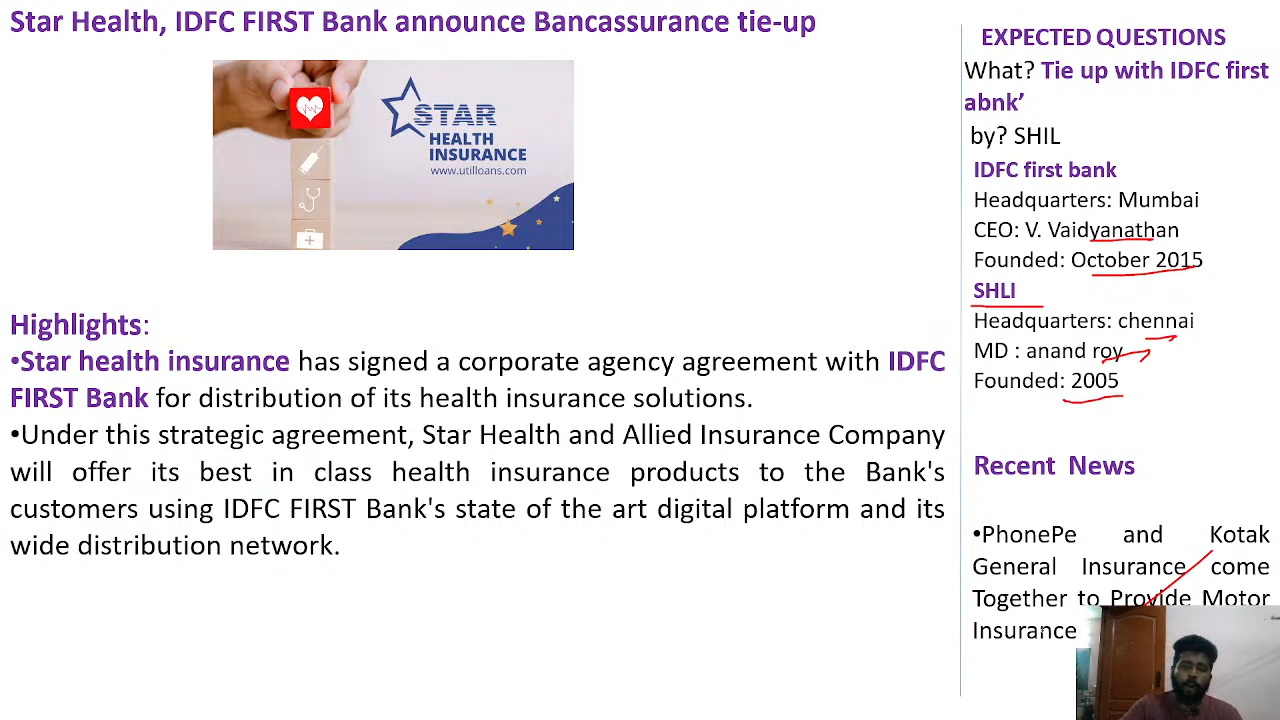 Star Health, IDFC FIRST Bank announce Bancassurance tie-up
STAR
HEALTH
INSURANCE
www.utilloans.com
Highlights:
•Star health insurance has signed a corporate agency agreement with IDFC
FIRST Bank for distribution of its health insurance solutions.
•Under this strategic agreement, Star Health and Allied Insurance Company
will offer its best in class health insurance products to the Bank's
customers using IDFC FIRST Bank's state of the art digital platform and its
wide distribution network.
EXPECTED QUESTIONS
What? Tie up with IDFC first
abnk’
by? SHIL
IDFC first bank
Headquarters: Mumbai
CEO: V. Vaidyanathan
Founded: October 2015
SHLI
Headquarters: chennai
MD : anand roy
Founded: 2005
Recent News
•PhonePe and Kotak
General Insurance come
Together to Provide Motor
Insurance